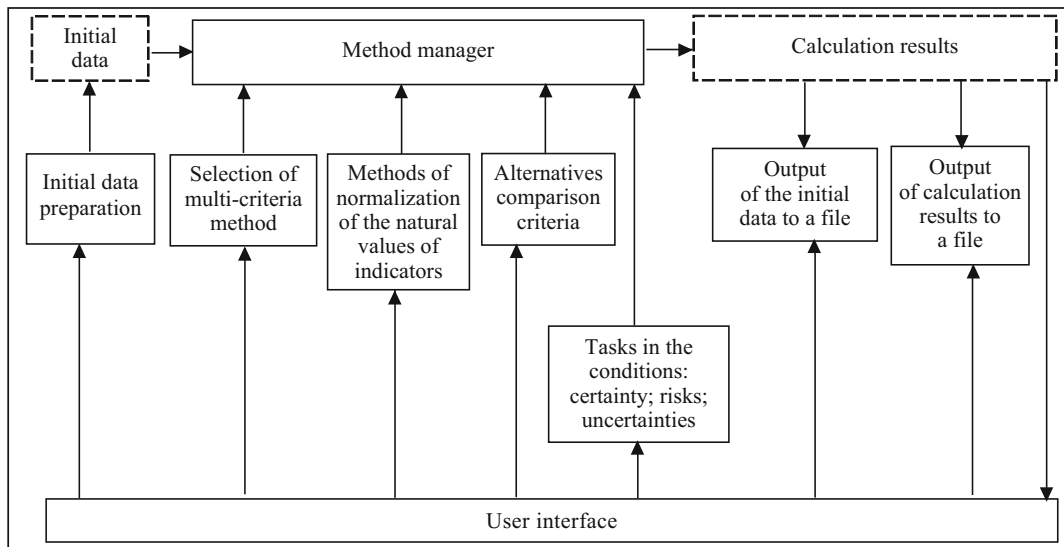 Initial
data
Method manager
Calculation results
Initial data
preparation
Selection of
multi-criteria
method
Methods of
normalization
of the natural
values of
indicators
Alternatives
comparison
criteria
Output
of the initial
data to a file
Output
of calculation
results to
a file
Tasks in the
conditions:
certainty; risks;
uncertainties
User interface